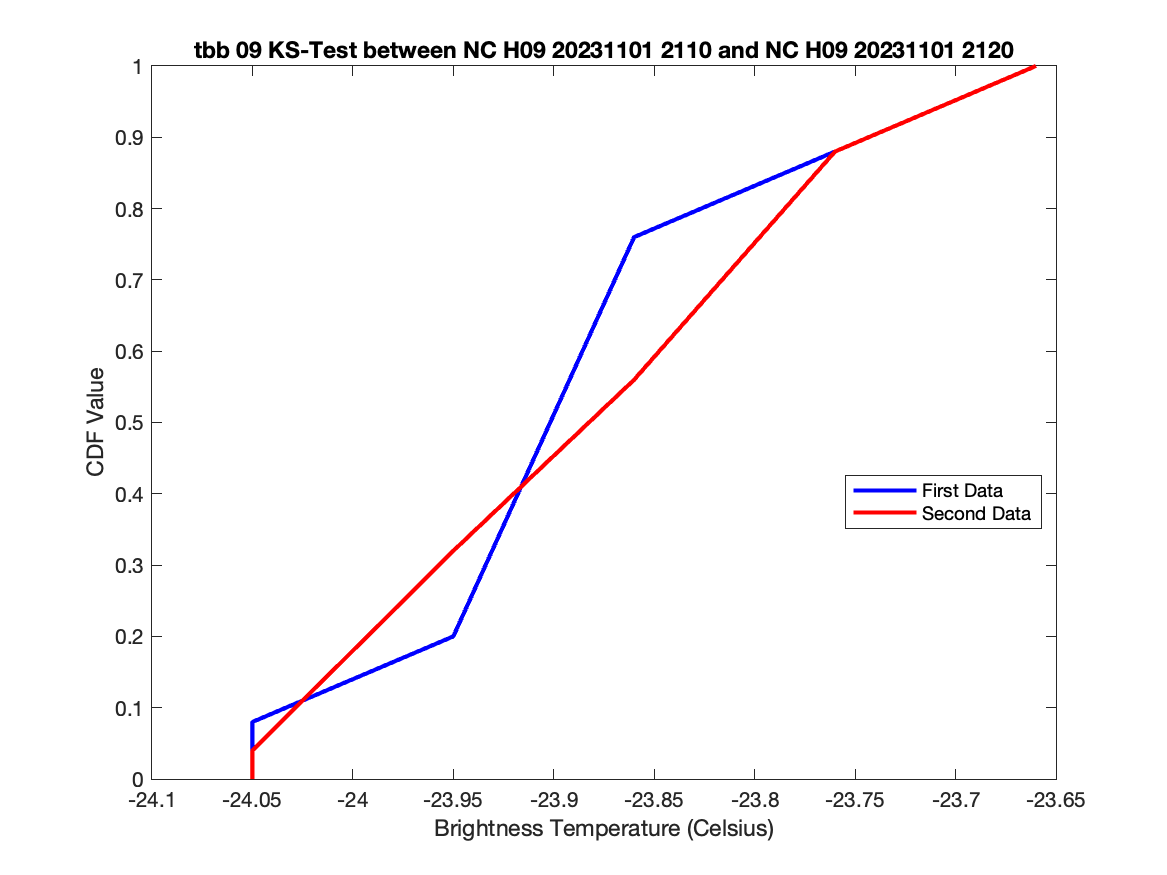 tbb 09 KS-Test between NC H09 20231101 2110 and NC H09 20231101 2120
1
0.9
0.8
0.7
0.6
0.5
0.4
0.3
0.2
0.1
0
CDF Value
First Data
Second Data
-24.1 -24.05 -24 -23.95 -23.9 -23.85 -23.8 -23.75 -23.7 -23.65
Brightness Temperature (Celsius)